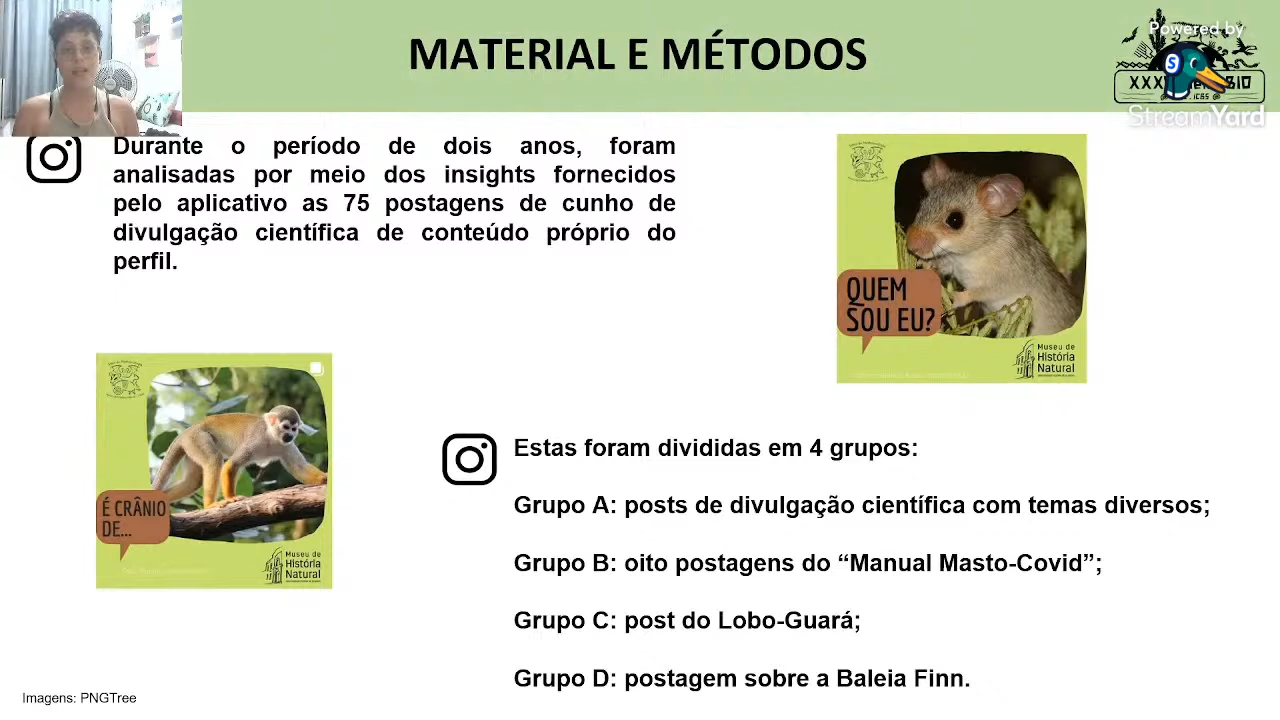 MATERIAL E MÉTODOS
Powered by
StreamYard
Durante o período de dois anos, foram
analisadas por meio dos insights fornecidos
pelo aplicativo as 75 postagens de cunho de
divulgação científica de conteúdo próprio do
perfil.
QUEM
SOU EU?
Museu de
História
Natural
É CRÂNIO
DE...
Museu de
História
Natural
Estas foram divididas em 4 grupos:
Grupo A: posts de divulgação científica com temas diversos;
Grupo B: oito postagens do “Manual Masto-Covid”;
Grupo C: post do Lobo-Guará;
Grupo D: postagem sobre a Baleia Finn.
Imagens: PNGTree